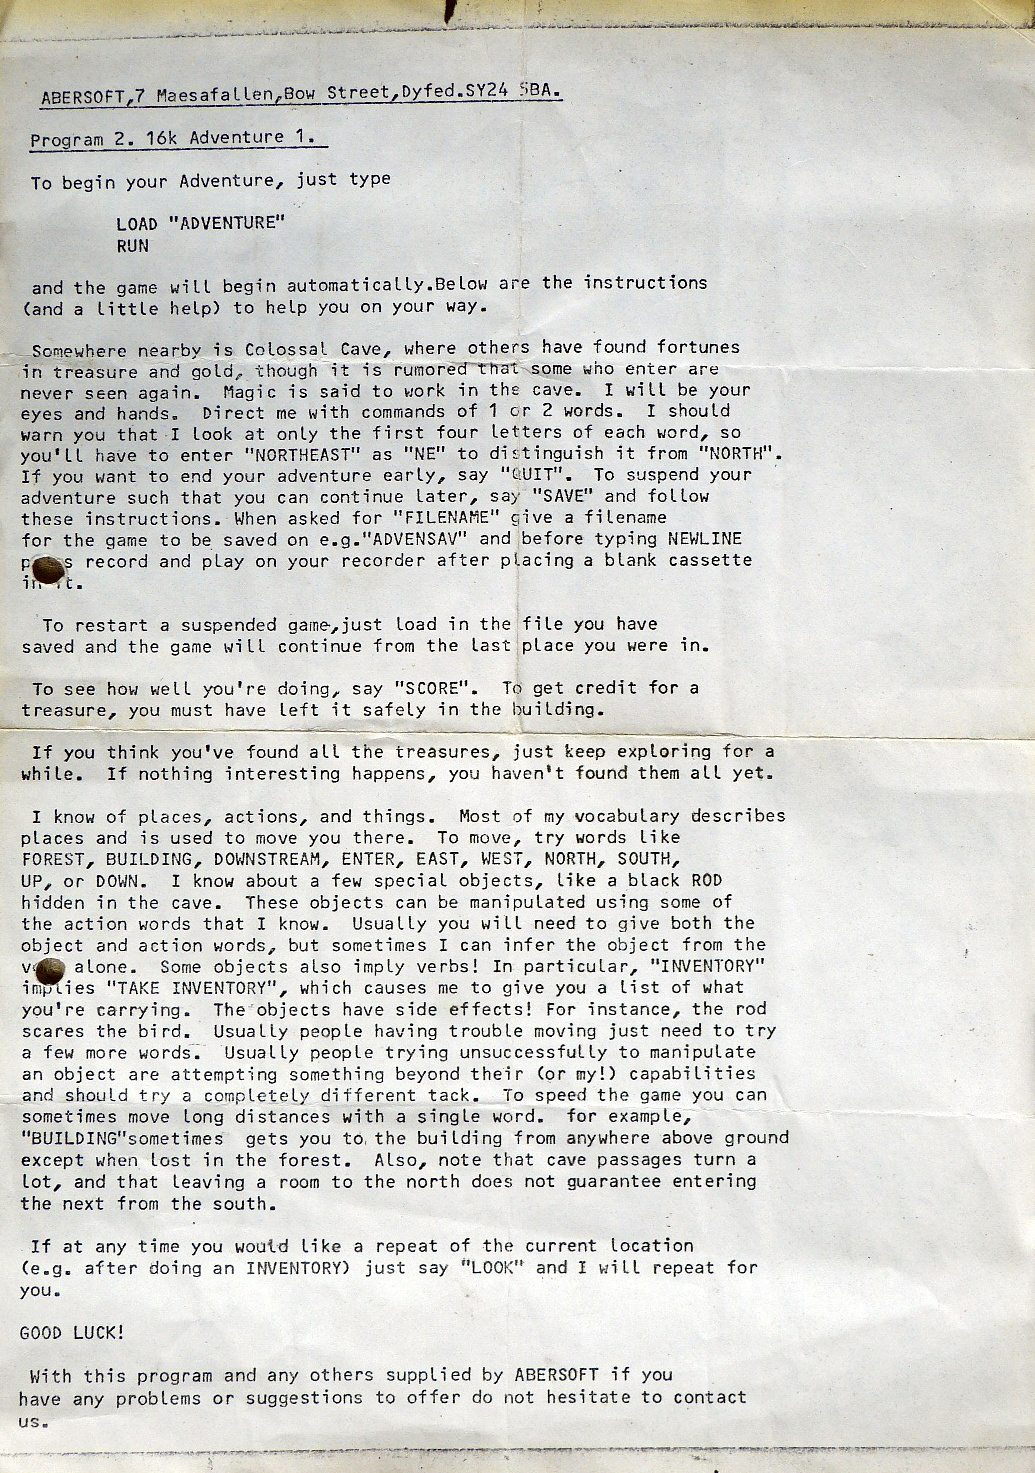 ABERSOFT,7 Maesafallen,Bow Street,Dyfed.SY24 5BA.
Program 2. 16k Adventure 1.
To begin your Adventure, just type
LOAD "ADVENTURE"
RUN
and the game will begin automatically.Below are the instructions
(and a little help) to help you on your way.
Somewhere nearby is Colossal Cave, where others have found fortunes
in treasure and gold, though it is rumored that some who enter are
never seen again. Magic is said to work in the cave. I will be your
eyes and hands. Direct me with commands of 1 or 2 words. I should
warn you that I look at only the first four letters of each word, so
you'll have to enter "NORTHEAST" as "NE" to distinguish it from "NORTH".
If you want to end your adventure early, say "QUIT". To suspend your
adventure such that you can continue later, say "SAVE" and follow
these instructions. When asked for "FILENAME" give a filename
for the game to be saved on e.g."ADVENSAV" and before typing NEWLINE
record and play on your recorder after placing a blank cassette
in it.
To restart a suspended game,just load in the file you have
saved and the game will continue from the last place you were in.
To see how well you're doing, say "SCORE". To get credit for a
treasure, you must have left it safely in the building.
If you think you've found all the treasures, just keep exploring for a
while. If nothing interesting happens, you haven't found them all yet.
I know of places, actions, and things. Most of my vocabulary describes
places and is used to move you there. To move, try words like
FOREST, BUILDING, DOWNSTREAM, ENTER, EAST, WEST, NORTH, SOUTH,
UP, or DOWN. I know about a few special objects, like a black ROD
hidden in the cave. These objects can be manipulated using some of
the action words that I know. Usually you will need to give both the
object and action words, but sometimes I can infer the object from the
alone. Some objects also imply verbs! In particular, "INVENTORY"
implies "TAKE INVENTORY", which causes me to give you a list of what
you're carrying. The objects have side effects! For instance, the rod
scares the bird. Usually people having trouble moving just need to try
a few more words. Usually people trying unsuccessfully to manipulate
an object are attempting something beyond their (or my!) capabilities
and should try a completely different tack. To speed the game you can
sometimes move long distances with a single word. for example,
"BUILDING"sometimes gets you to the building from anywhere above ground
except when lost in the forest. Also, note that cave passages turn a
lot, and that leaving a room to the north does not guarantee entering
the next from the south.
If at any time you would like a repeat of the current location
(e.g. after doing an INVENTORY) just say "LOOK" and I will repeat for
you.
GOOD LUCK!
With this program and any others supplied by ABERSOFT if you
have any problems or suggestions to offer do not hesitate to contact
us.